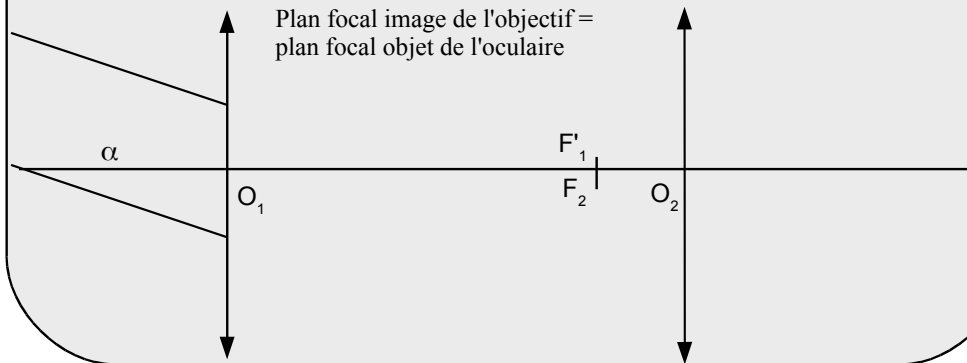 Plan focal image de l'objectif =
plan focal objet de l'oculaire
α
F'₁
O₁
F₂
O₂